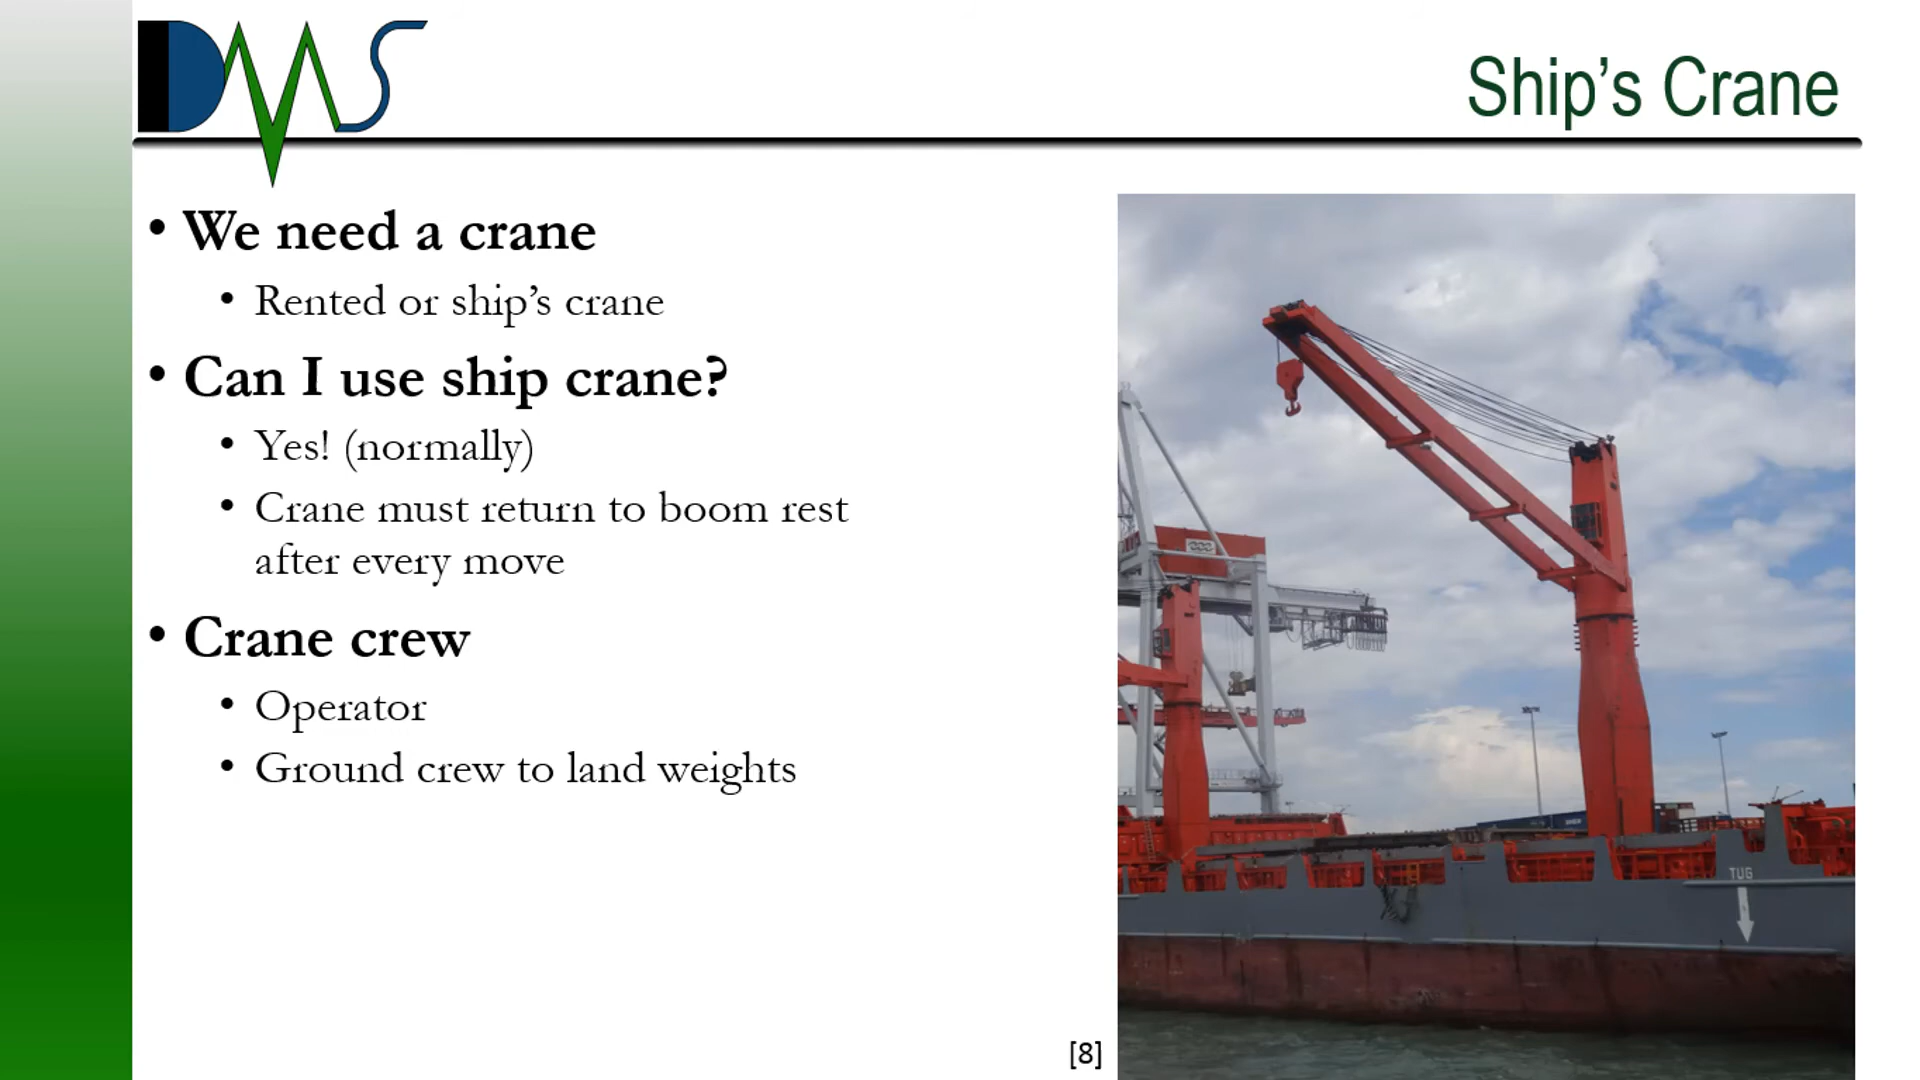 DMS
Ship’s Crane
• We need a crane
• Rented or ship’s crane
• Can I use ship crane?
• Yes! (normally)
• Crane must return to boom rest
after every move
• Crane crew
• Operator
• Ground crew to land weights
TUG
[8]